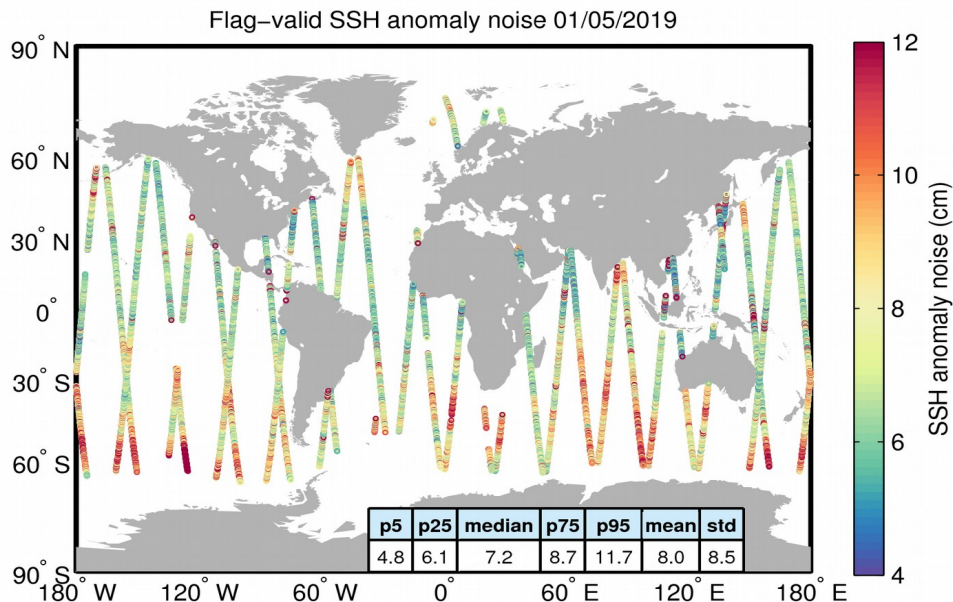 Flag−valid SSH anomaly noise 01/05/2019
90° N
60° N
30° N
0°
30° S
60° S
90° S
180° W
120° W
60° W
0°
60° E
120° E
180° E
p5 p25 median p75 p95 mean std
4.8 6.1 7.2 8.7 11.7 8.0 8.5
12
10
8
6
4
SSH anomaly noise (cm)